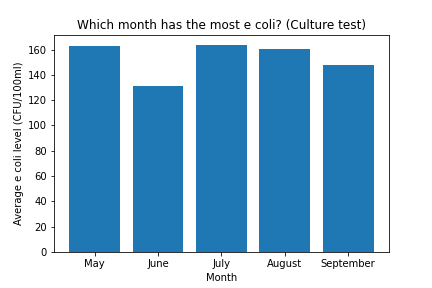 Which month has the most e coli? (Culture test)
Average e coli level (CFU/100ml)
160
140
120
100
80
60
40
20
0
May June July August September
Month